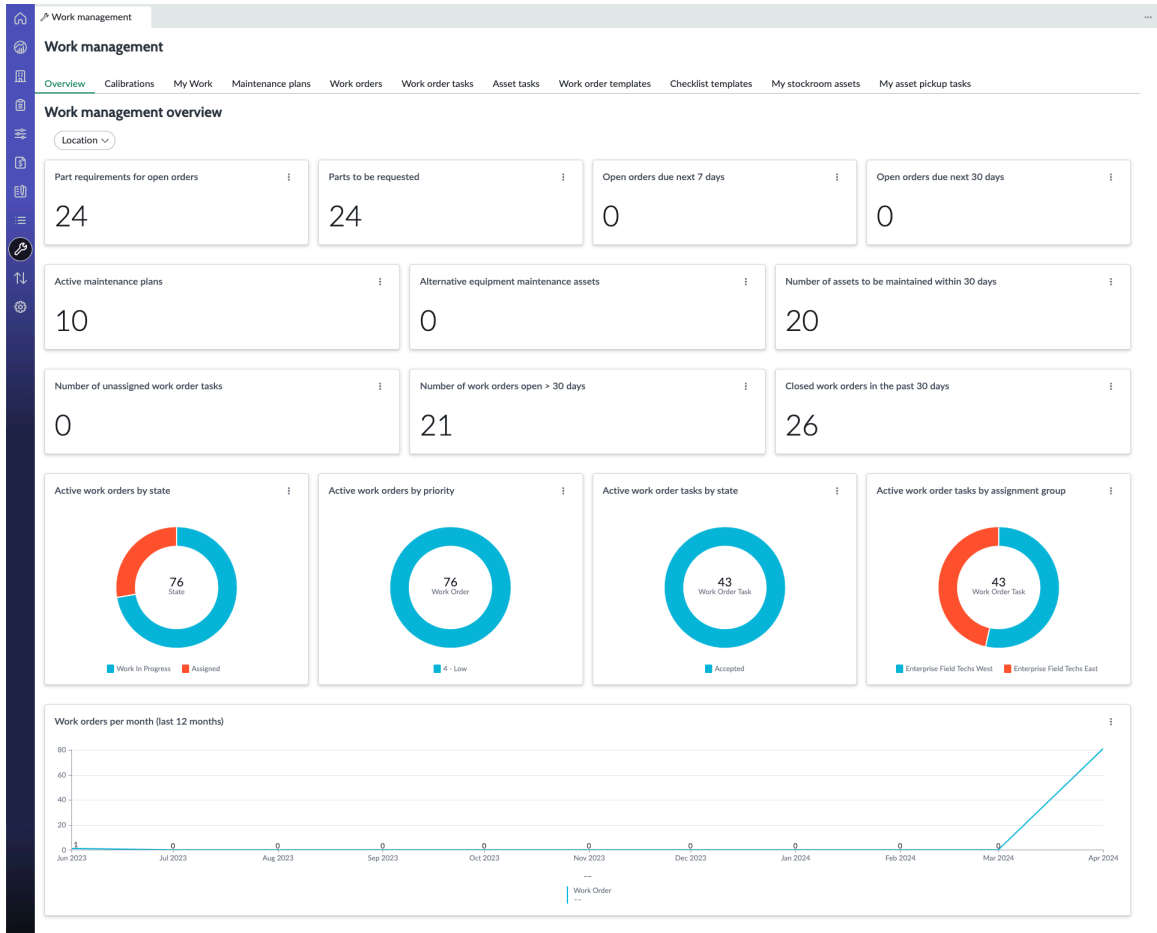 Work management
Work management
Overview Calibrations My Work Maintenance plans Work orders Work order tasks Asset tasks Work order templates Checklist templates My stockroom assets My asset pickup tasks
Work management overview
Location
Part requirements for open orders Parts to be requested Open orders due next 7 days Open orders due next 30 days
24 24 0 0
Active maintenance plans Alternative equipment maintenance assets Number of assets to be maintained within 30 days
10 0 20
Number of unassigned work order tasks Number of work orders open > 30 days Closed work orders in the past 30 days
0 21 26
Active work orders by state Active work orders by priority Active work order tasks by state Active work order tasks by assignment group
76 76 43 43
State Work Order Work Order Task Work Order Task
Work In Progress Assigned 4 - Low Accepted Enterprise Field Techs West Enterprise Field Techs East
Work orders per month (last 12 months)
80
60
40
20
0 1 0 0 0 0 0 0 0 0 0
Jun 2023 Jul 2023 Aug 2023 Sep 2023 Oct 2023 Nov 2023 Dec 2023 Jan 2024 Feb 2024 Mar 2024 Apr 2024
--
Work Order
--